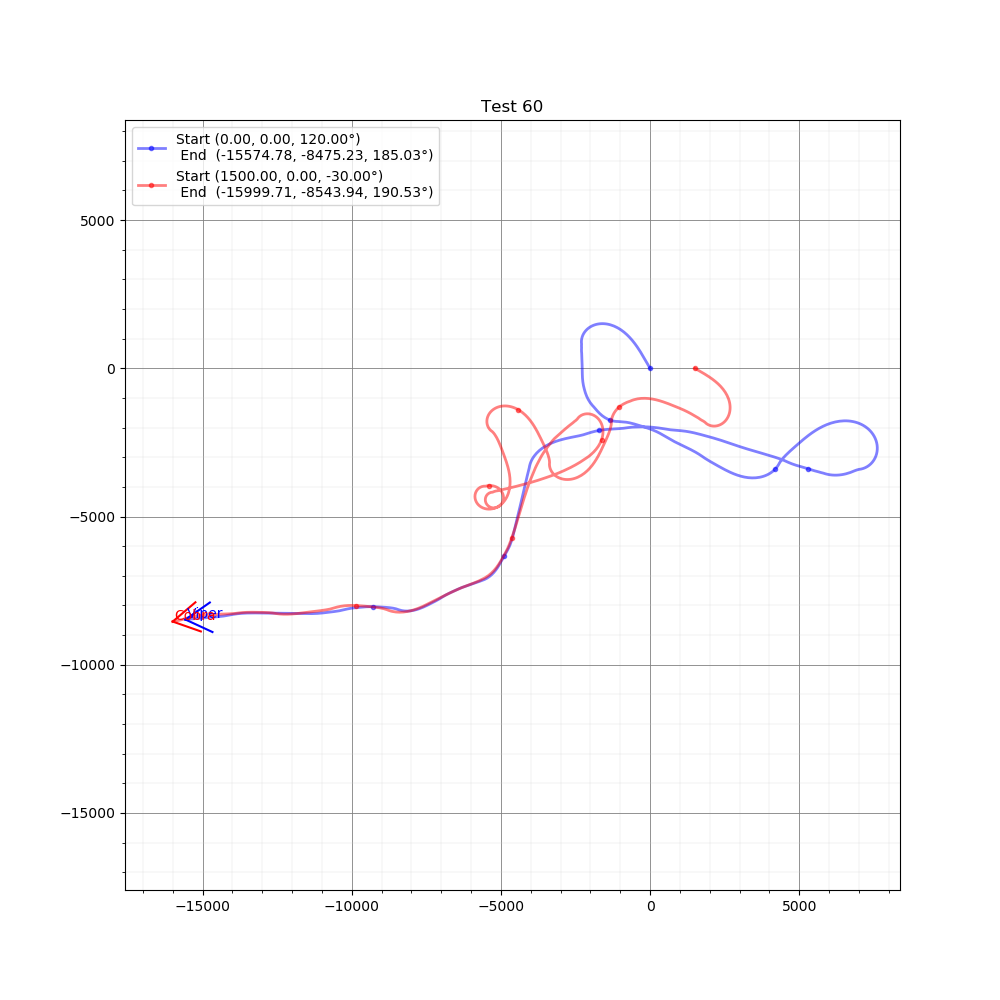 Test 60
Start (0.00, 0.00, 120.00°)
End  (-15574.78, -8475.23, 185.03°)
Start (1500.00, 0.00, -30.00°)
End  (-15999.71, -8543.94, 190.53°)
5000
0
−5000
−10000
−15000
Viper
−15000 −10000 −5000 0 5000